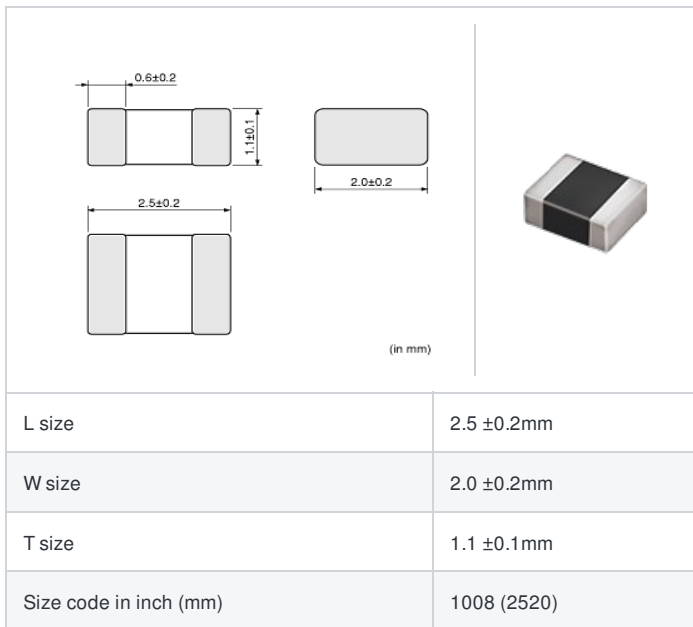 0.6±0.2
1.1±0.1
2.0±0.2
2.5±0.2
(in mm)
L size 2.5 ±0.2mm
W size 2.0 ±0.2mm
T size 1.1 ±0.1mm
Size code in inch (mm) 1008 (2520)